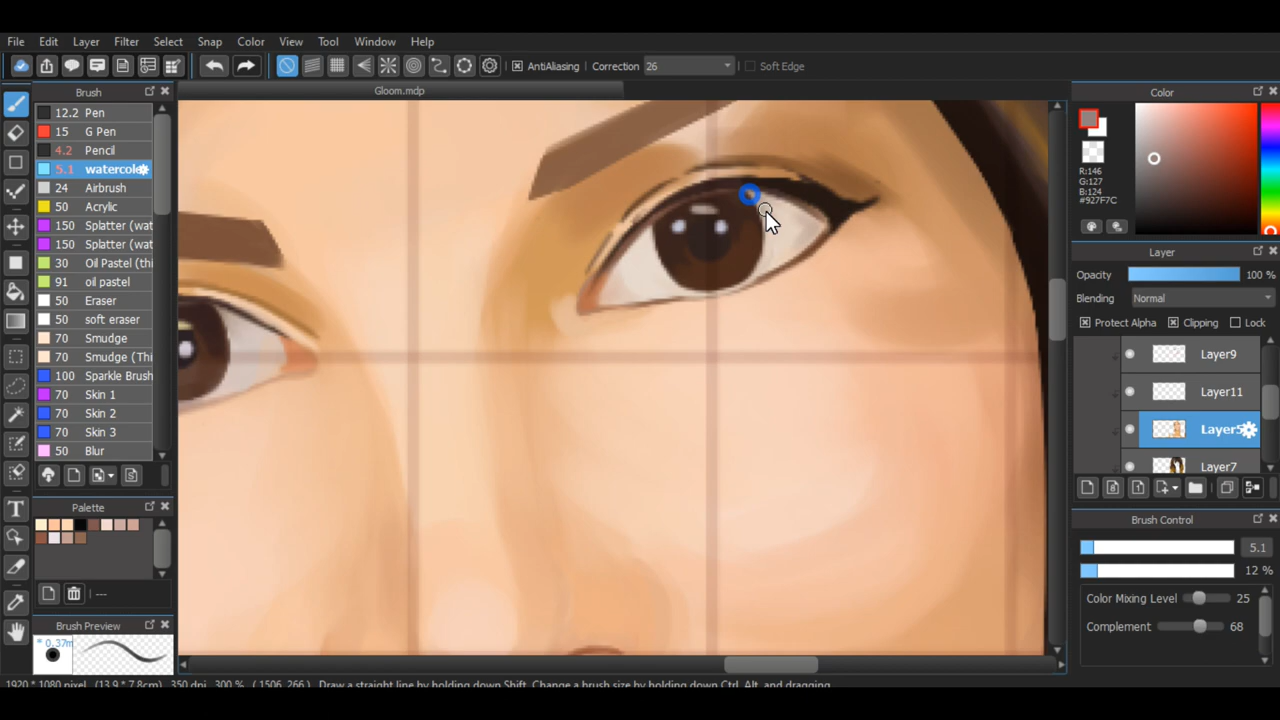 File Edit Layer Filter Select Snap Color View Tool Window Help
AntiAliasing Correction 26 Soft Edge
Brush
Gloom.mdp
12.2 Pen
15 G Pen
4.2 Pencil
5.1 watercolo
24 Airbrush
50 Acrylic
150 Splatter (wat
150 Splatter (wat
30 Oil Pastel (thi
91 oil pastel
50 Eraser
50 soft eraser
70 Smudge
70 Smudge (Thi
100 Sparkle Brush
70 Skin 1
70 Skin 2
70 Skin 3
50 Blur
Palette
---
Brush Preview
* 0.37m
Color
R:146
G:127
B:124
#927F7C
Layer
Opacity 100 %
Blending Normal
Protect Alpha Clipping Lock
Layer9
Layer11
Layer5
Layer7
Brush Control
5.1
12 %
Color Mixing Level 25
Complement 68
1920 * 1080 pixel (13.9 * 7.8cm) 350 dpi 300 % ( 1506, 266 ) Draw a straight line by holding down Shift, Change a brush size by holding down Ctrl, Alt, and dragging